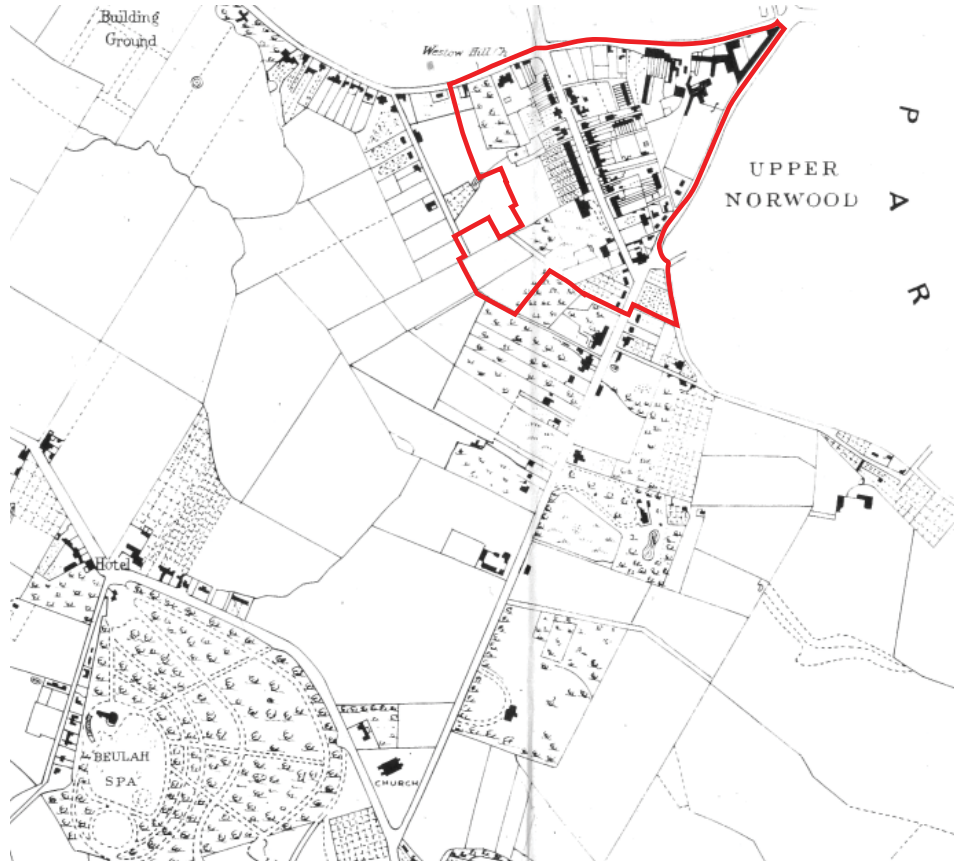 Building
Ground
Westow Hill
P
A
R
UPPER
NORWOOD
Hotel
BEULAH
SPA
CHURCH